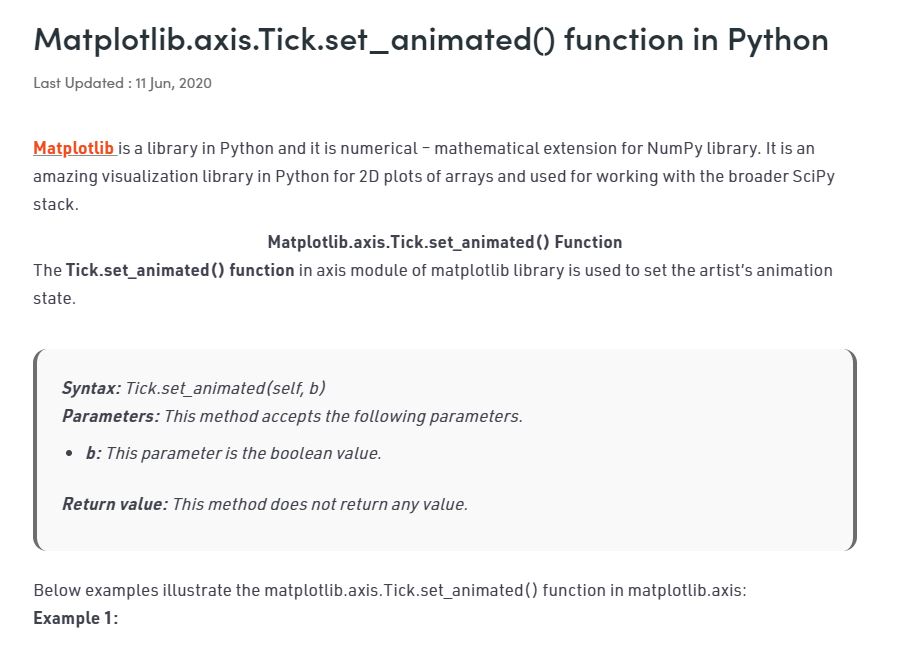 Matplotlib.axis.Tick.set_animated() function in Python
Last Updated : 11 Jun, 2020
Matplotlib is a library in Python and it is numerical – mathematical extension for NumPy library. It is an
amazing visualization library in Python for 2D plots of arrays and used for working with the broader SciPy
stack.
Matplotlib.axis.Tick.set_animated() Function
The Tick.set_animated() function in axis module of matplotlib library is used to set the artist's animation
state.
Syntax: Tick.set_animated(self, b)
Parameters: This method accepts the following parameters.
• b: This parameter is the boolean value.
Return value: This method does not return any value.
Below examples illustrate the matplotlib.axis.Tick.set_animated() function in matplotlib.axis:
Example 1: